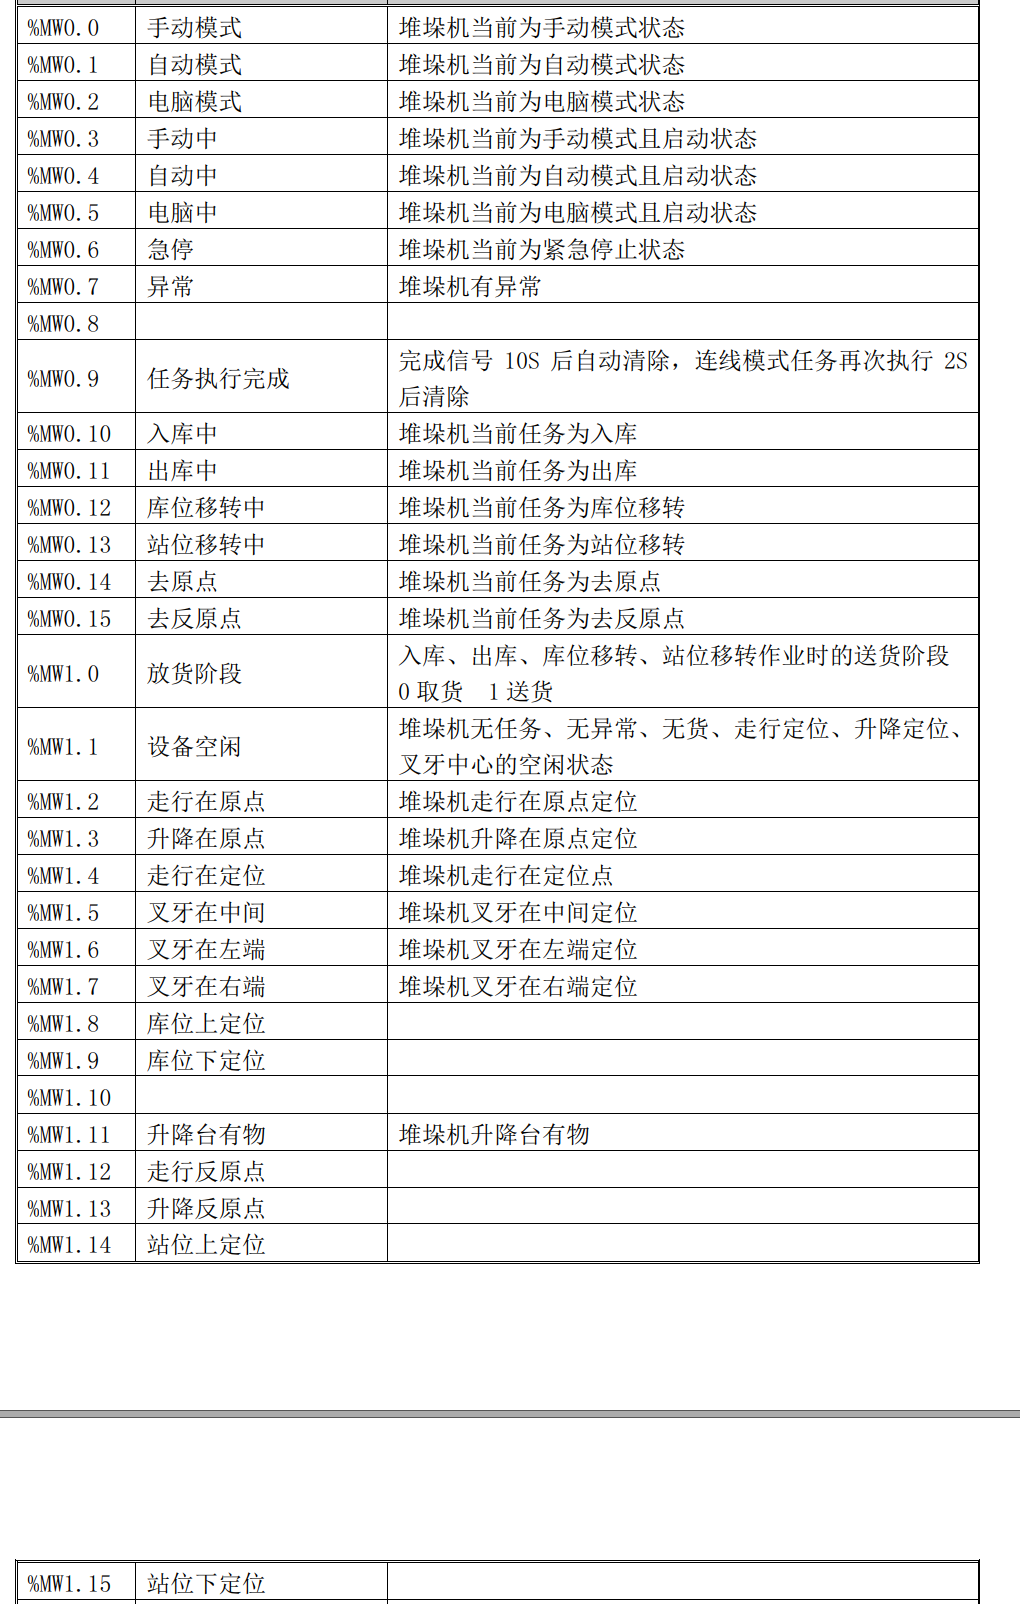 %MW0.0 手动模式 堆垛机当前为手动模式状态
%MW0.1 自动模式 堆垛机当前为自动模式状态
%MW0.2 电脑模式 堆垛机当前为电脑模式状态
%MW0.3 手动中 堆垛机当前为手动模式且启动状态
%MW0.4 自动中 堆垛机当前为自动模式且启动状态
%MW0.5 电脑中 堆垛机当前为电脑模式且启动状态
%MW0.6 急停 堆垛机当前为紧急停止状态
%MW0.7 异常 堆垛机有异常
%MW0.8
%MW0.9 任务执行完成 完成信号 10S 后自动清除，连线模式任务再次执行 2S
后清除
%MW0.10 入库中 堆垛机当前任务为入库
%MW0.11 出库中 堆垛机当前任务为出库
%MW0.12 库位移转中 堆垛机当前任务为库位移转
%MW0.13 站位移转中 堆垛机当前任务为站位移转
%MW0.14 去原点 堆垛机当前任务为去原点
%MW0.15 去反原点 堆垛机当前任务为去反原点
%MW1.0 放货阶段 入库、出库、库位移转、站位移转作业时的送货阶段
0 取货 1 送货
%MW1.1 设备空闲 堆垛机无任务、无异常、无货、走行定位、升降定位、
叉牙中心的空闲状态
%MW1.2 走行在原点 堆垛机走行在原点定位
%MW1.3 升降在原点 堆垛机升降在原点定位
%MW1.4 走行在定位 堆垛机走行在定位点
%MW1.5 叉牙在中间 堆垛机叉牙在中间定位
%MW1.6 叉牙在左端 堆垛机叉牙在左端定位
%MW1.7 叉牙在右端 堆垛机叉牙在右端定位
%MW1.8 库位上定位
%MW1.9 库位下定位
%MW1.10
%MW1.11 升降台有物 堆垛机升降台有物
%MW1.12 走行反原点
%MW1.13 升降反原点
%MW1.14 站位上定位
%MW1.15 站位下定位